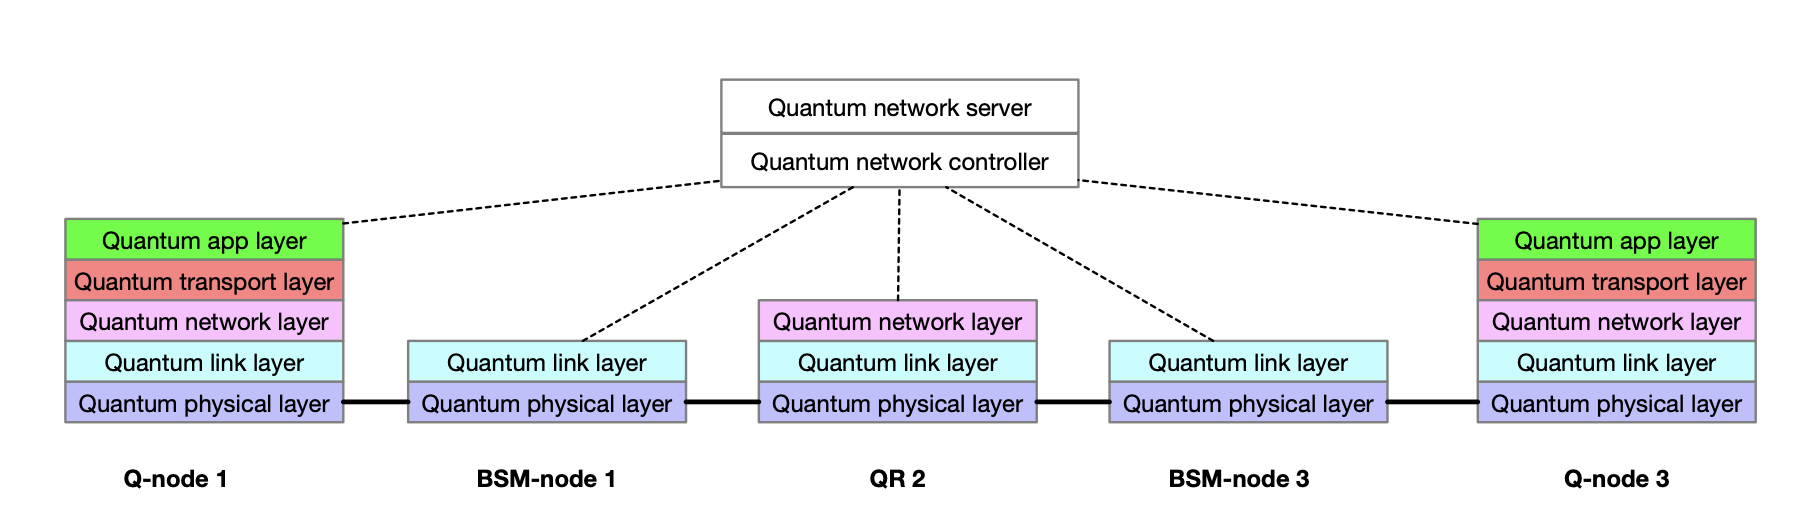 Quantum network server
Quantum network controller
Quantum app layer
Quantum transport layer
Quantum network layer
Quantum link layer
Quantum physical layer
Q-node 1
Quantum link layer
Quantum physical layer
BSM-node 1
Quantum network layer
Quantum link layer
Quantum physical layer
QR 2
Quantum link layer
Quantum physical layer
BSM-node 3
Quantum app layer
Quantum transport layer
Quantum network layer
Quantum link layer
Quantum physical layer
Q-node 3